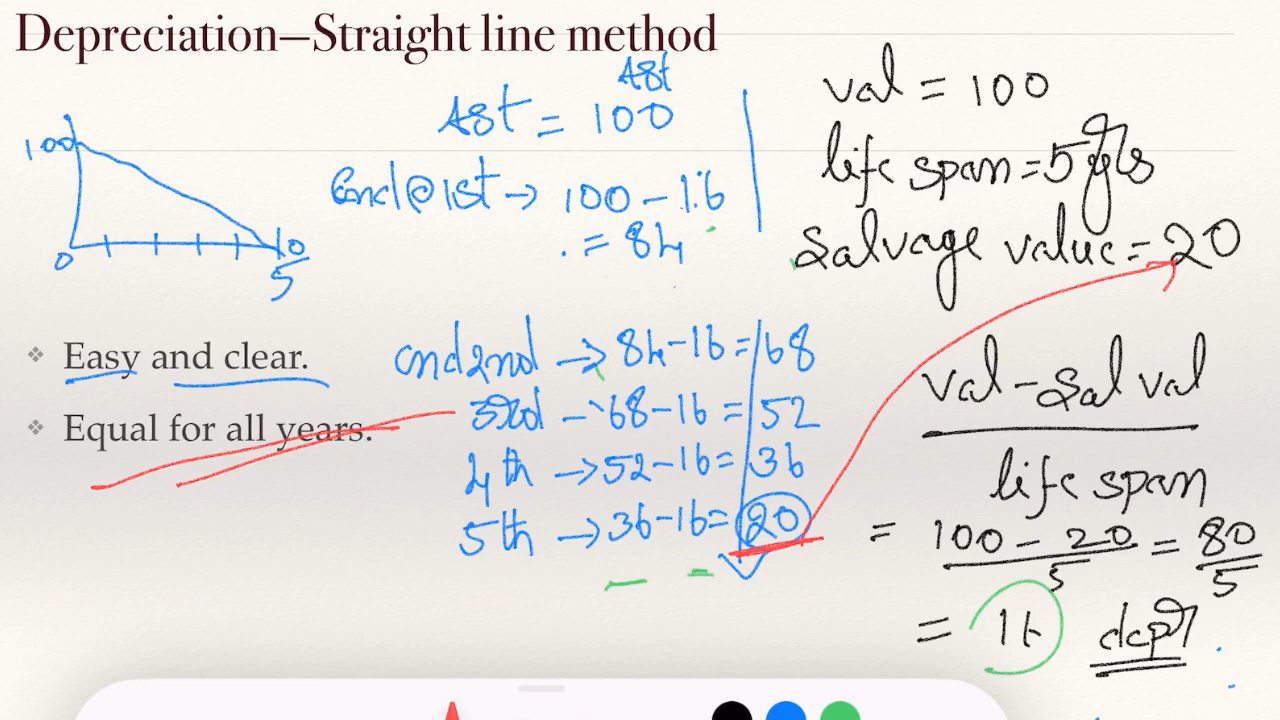 Depreciation—Straight line method
1st
1st = 100
End @ 1st → 100 - 16
= 84
100
0
10
5
❖ Easy and clear.
❖ Equal for all years.
end 2nd → 84 - 16 = 68
3rd → 68 - 16 = 52
4th → 52 - 16 = 36
5th → 36 - 16 = 20
val = 100
life span = 5 yrs
Salvage value = 20
val - Sal val
life span
= 100 - 20 / 5 = 80 / 5
= 16 depr